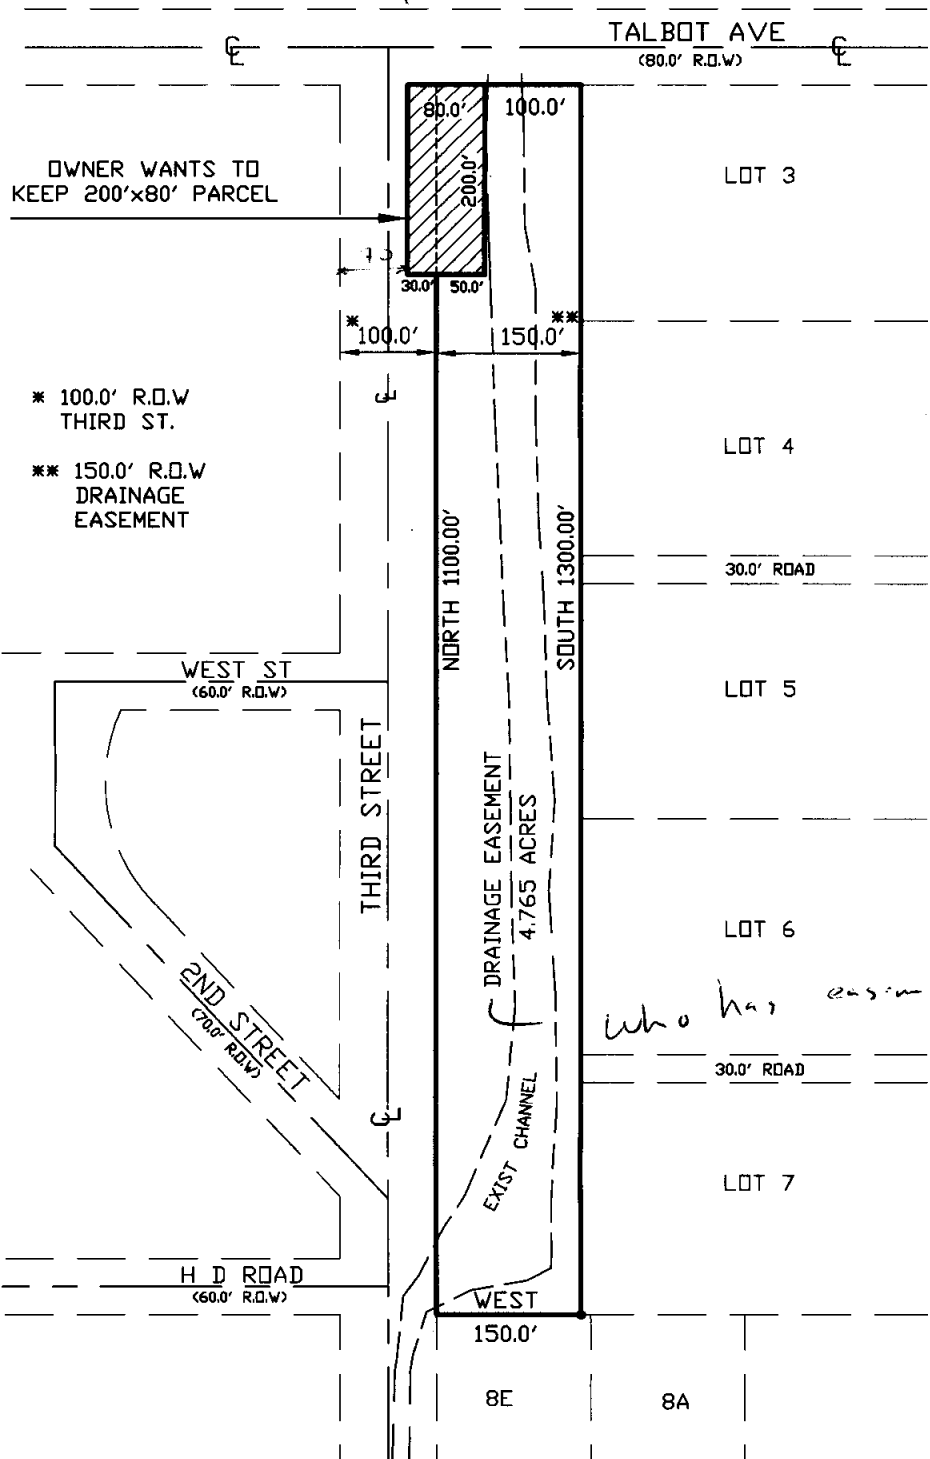 TALBOT AVE
(80.0' R.O.W)
80.0'
100.0'
200.0'
OWNER WANTS TO
KEEP 200'x80' PARCEL
LOT 3
30.0'
50.0'
*
100.0'
**
150.0'
* 100.0' R.O.W
THIRD ST.
** 150.0' R.O.W
DRAINAGE
EASEMENT
LOT 4
NORTH 1100.00'
SOUTH 1300.00'
30.0' ROAD
WEST ST
(60.0' R.O.W)
LOT 5
THIRD STREET
DRAINAGE EASEMENT
4.765 ACRES
LOT 6
2ND STREET
(70.0' R.O.W)
who has
30.0' ROAD
EXIST CHANNEL
LOT 7
H D ROAD
(60.0' R.O.W)
WEST
150.0'
8E
8A